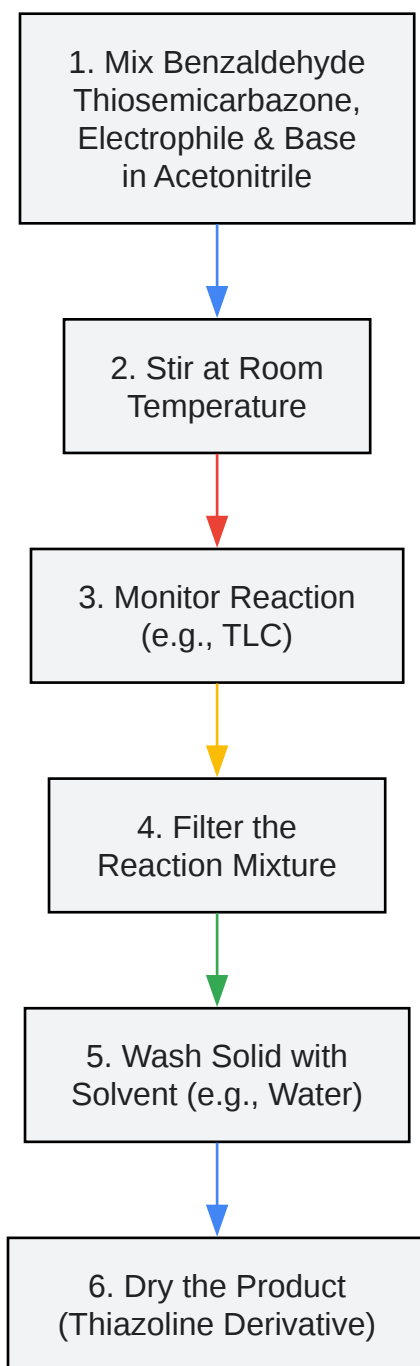 1. Mix Benzaldehyde
Thiosemicarbazone,
Electrophile & Base
in Acetonitrile
2. Stir at Room
Temperature
3. Monitor Reaction
(e.g., TLC)
4. Filter the
Reaction Mixture
5. Wash Solid with
Solvent (e.g., Water)
6. Dry the Product
(Thiazoline Derivative)